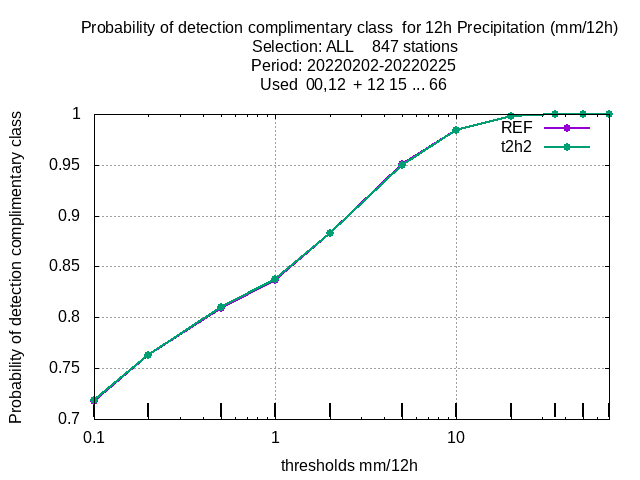 Probability of detection complimentary class  for 12h Precipitation (mm/12h)
Selection: ALL    847 stations
Period: 20220202-20220225
Used  00,12  + 12 15 ... 66
Probability of detection complimentary class
1
0.95
0.9
0.85
0.8
0.75
0.7
REF
t2h2
0.1
1
10
thresholds mm/12h